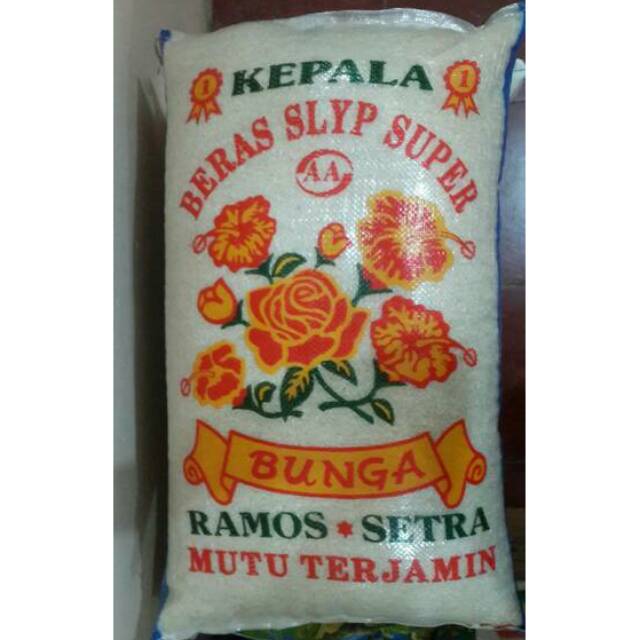 1 KEPALA 1
BERAS SLYP SUPER
AA
BUNGA
RAMOS * SETRA
MUTU TERJAMIN